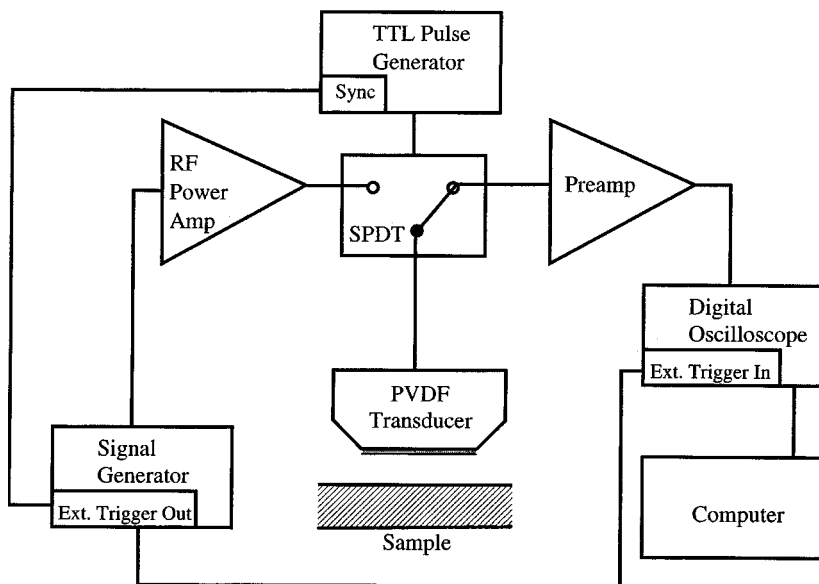 TTL Pulse
Generator
Sync
RF
Power
Amp
SPDT
Preamp
Digital
Oscilloscope
Ext. Trigger In
PVDF
Transducer
Signal
Generator
Ext. Trigger Out
Sample
Computer